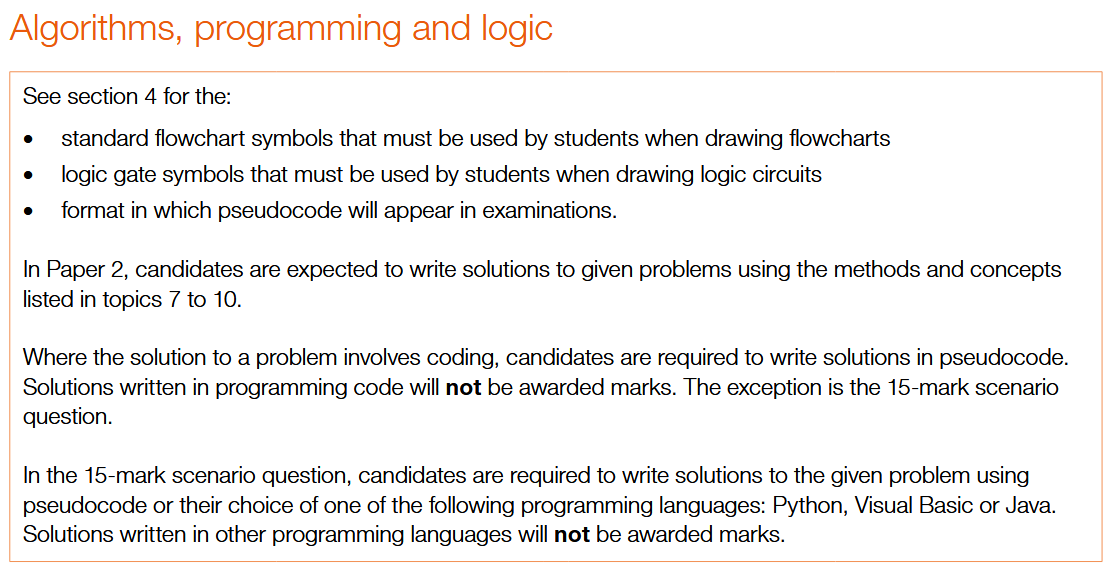 Algorithms, programming and logic
See section 4 for the:
• standard flowchart symbols that must be used by students when drawing flowcharts
• logic gate symbols that must be used by students when drawing logic circuits
• format in which pseudocode will appear in examinations.
In Paper 2, candidates are expected to write solutions to given problems using the methods and concepts
listed in topics 7 to 10.
Where the solution to a problem involves coding, candidates are required to write solutions in pseudocode.
Solutions written in programming code will not be awarded marks. The exception is the 15-mark scenario
question.
In the 15-mark scenario question, candidates are required to write solutions to the given problem using
pseudocode or their choice of one of the following programming languages: Python, Visual Basic or Java.
Solutions written in other programming languages will not be awarded marks.